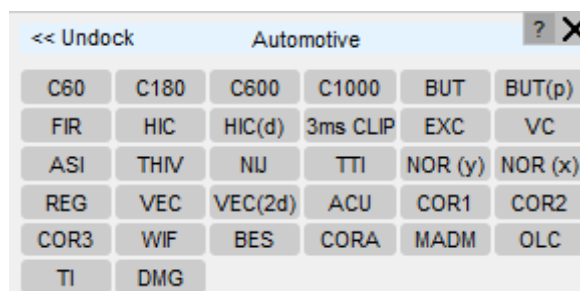 << Undock Automotive ? X
C60 C180 C600 C1000 BUT BUT(p)
FIR HIC HIC(d) 3ms CLIP EXC VC
ASI THIV NIJ TTI NOR (y) NOR (x)
REG VEC VEC(2d) ACU COR1 COR2
COR3 WIF BES CORA MADM OLC
TI DMG